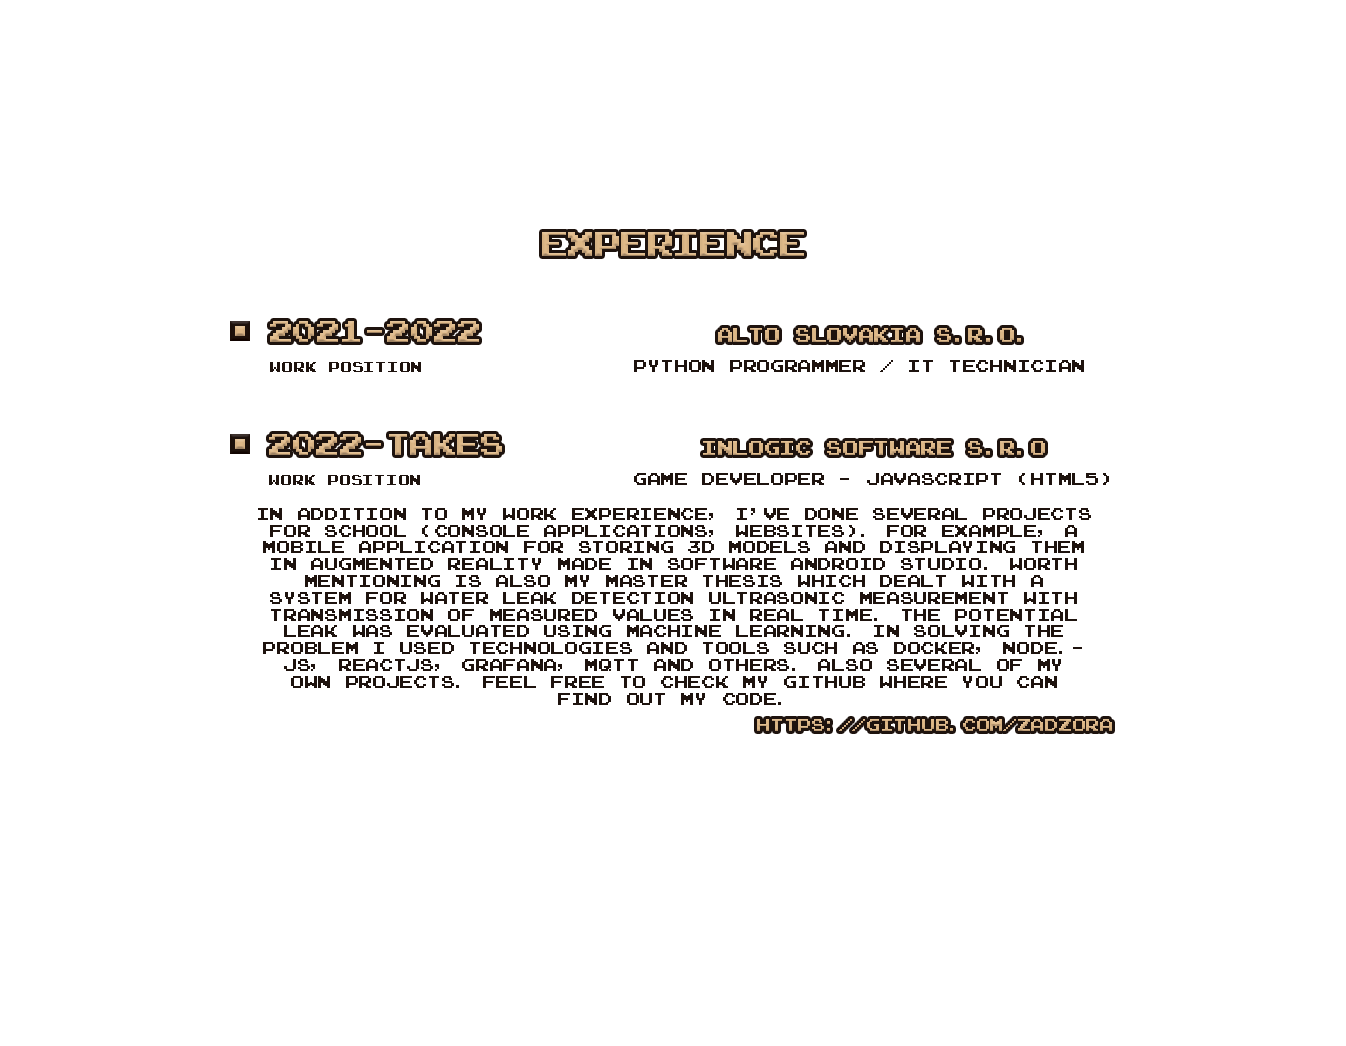 EXPERIENCE
2021-2022 ALTO SLOVAKIA S.R.O.
WORK POSITION PYTHON PROGRAMMER / IT TECHNICIAN
2022-TAKES INLOGIC SOFTWARE S.R.O
WORK POSITION GAME DEVELOPER - JAVASCRIPT (HTML5)
IN ADDITION TO MY WORK EXPERIENCE, I'VE DONE SEVERAL PROJECTS
FOR SCHOOL (CONSOLE APPLICATIONS, WEBSITES). FOR EXAMPLE, A
MOBILE APPLICATION FOR STORING 3D MODELS AND DISPLAYING THEM
IN AUGMENTED REALITY MADE IN SOFTWARE ANDROID STUDIO. WORTH
MENTIONING IS ALSO MY MASTER THESIS WHICH DEALT WITH A
SYSTEM FOR WATER LEAK DETECTION ULTRASONIC MEASUREMENT WITH
TRANSMISSION OF MEASURED VALUES IN REAL TIME. THE POTENTIAL
LEAK WAS EVALUATED USING MACHINE LEARNING. IN SOLVING THE
PROBLEM I USED TECHNOLOGIES AND TOOLS SUCH AS DOCKER, NODE.-
JS, REACTJS, GRAFANA, MQTT AND OTHERS. ALSO SEVERAL OF MY
OWN PROJECTS. FEEL FREE TO CHECK MY GITHUB WHERE YOU CAN
FIND OUT MY CODE.
HTTPS://GITHUB.COM/ZADZORA